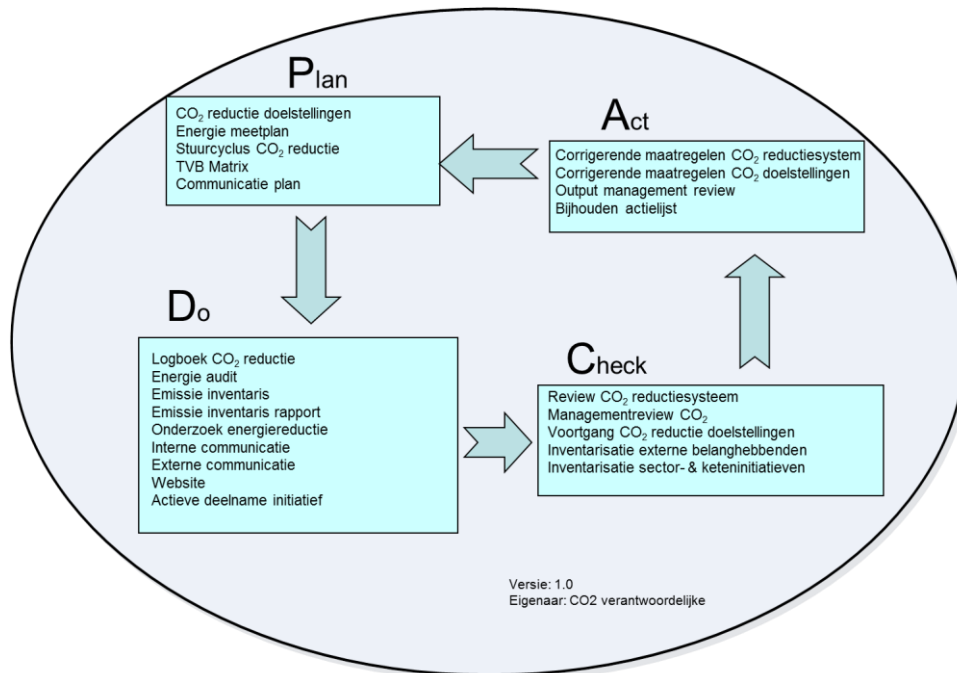 Plan
CO₂ reductie doelstellingen
Energie meetplan
Stuurcyclus CO₂ reductie
TVB Matrix
Communicatie plan
Act
Corrigerende maatregelen CO₂ reductiesystem
Corrigerende maatregelen CO₂ doelstellingen
Output management review
Bijhouden actielijst
Do
Logboek CO₂ reductie
Energie audit
Emissie inventaris
Emissie inventaris rapport
Onderzoek energiereductie
Interne communicatie
Externe communicatie
Website
Actieve deelname initiatief
Check
Review CO₂ reductiesysteem
Managementreview CO₂
Voortgang CO₂ reductie doelstellingen
Inventarisatie externe belanghebbenden
Inventarisatie sector- & keteninitiatieven
Versie: 1.0
Eigenaar: CO2 verantwoordelijke